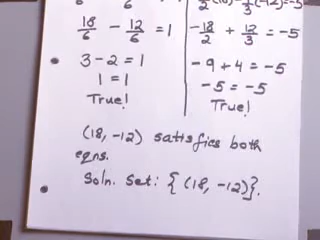 18/6 - 12/6 = 1
3 - 2 = 1
1 = 1
True!
-18/2 + 12/3 = -5
-9 + 4 = -5
-5 = -5
True!
(18, -12) satisfies both
eqns.
Soln. Set: {(18, -12)}.